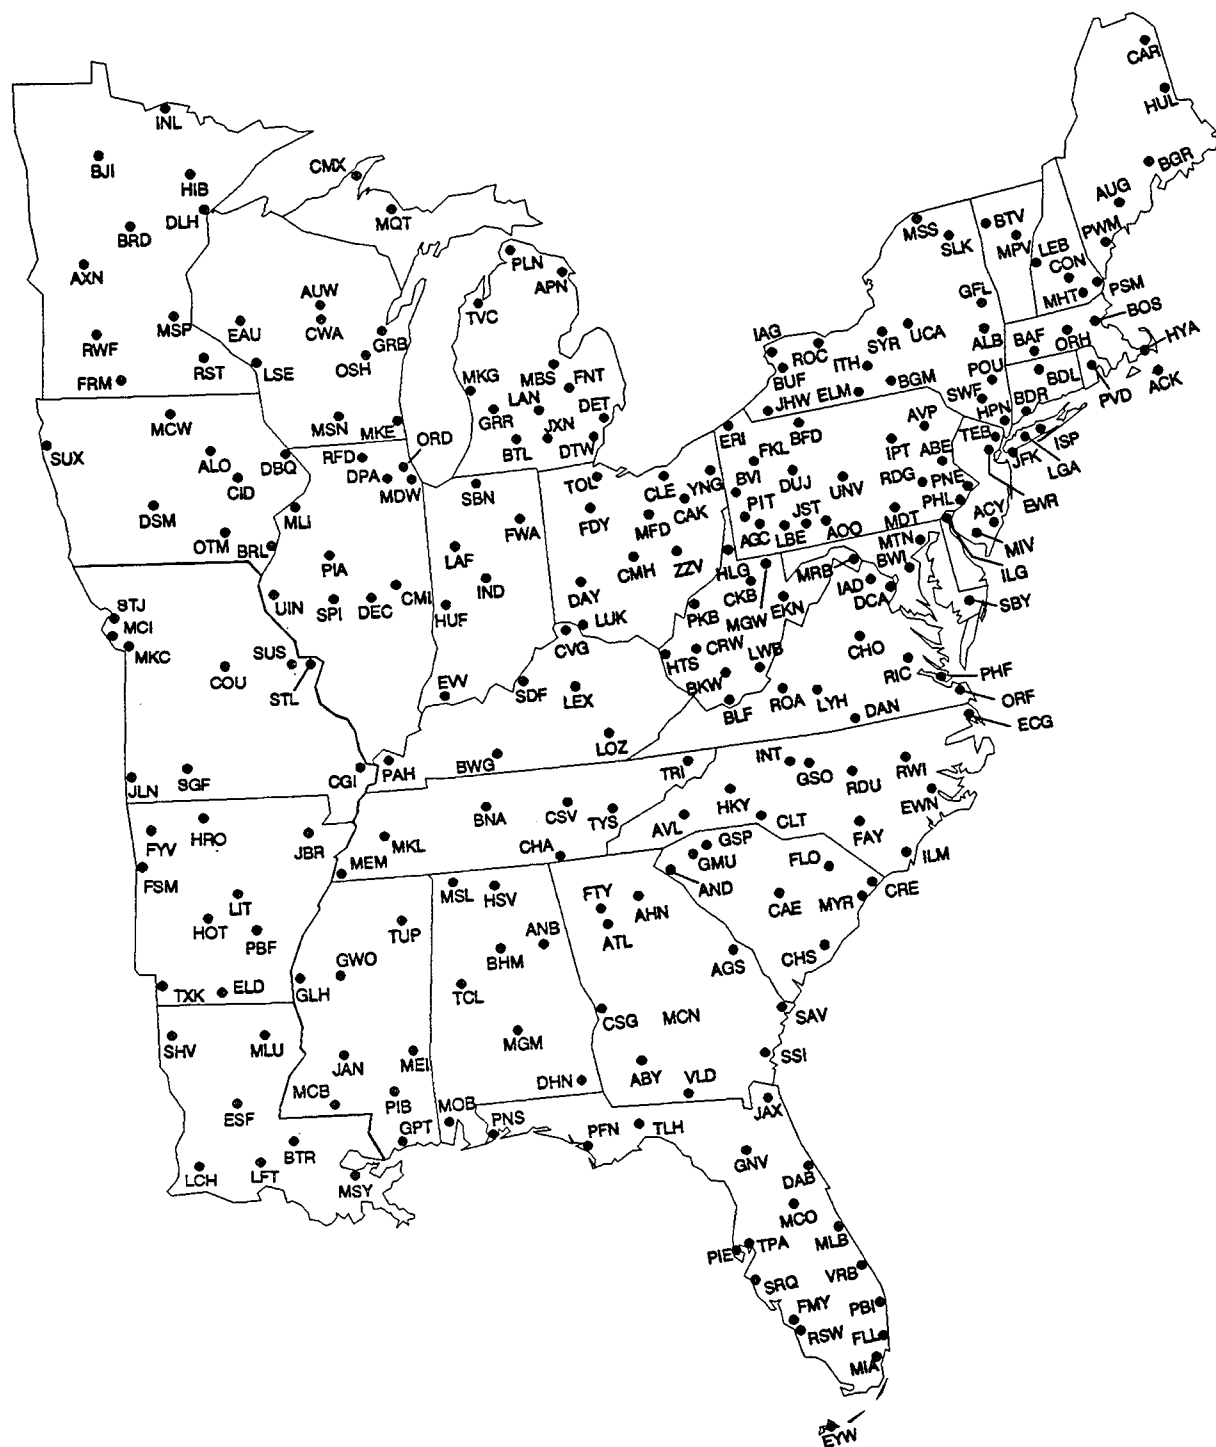 CAR
HUL
INL
BJI
CMX
BGR
HIB
AUG
DLH
MQT
MSS
BTV
BRD
SLK
MPV
LEB
PWM
PLN
AXN
APN
CON
PSM
AUW
TVC
GFL
MHT
BOS
MSP
EAU
CWA
GRB
IAG
ROC
SYR
UCA
ALB
BAF
ORH
HYA
RWF
OSH
ITH
POU
RST
LSE
MKG
MBS
FNT
BUF
BGM
SWF
BDL
ACK
FRM
LAN
DET
JHW
ELM
HPN
BDR
PVD
MCW
MSN
MKE
GRR
JXN
AVP
ERI
FKL
BFD
TEB
ISP
SUX
ALO
DBQ
RFD
ORD
BTL
DTW
IPT
ABE
JFK
LGA
CID
DPA
MDW
SBN
TOL
CLE
YNG
BVI
DUJ
UNV
RDG
PNE
DSM
MLI
FWA
FDY
MFD
CAK
PIT
JST
PHL
ACY
EWR
OTM
BRL
AGC
LBE
AOO
MDT
MTN
MIV
PIA
LAF
CMH
ZZV
HLG
MRB
BWI
ILG
UIN
SPI
DEC
CMI
IND
DAY
CKB
IAD
STJ
HUF
PKB
MGW
EKN
DCA
SBY
MCI
LUK
MKC
CVG
CRW
CHO
SUS
HTS
LWB
COU
BKW
RIC
PHF
STL
EVV
SDF
LEX
ROA
LYH
ORF
BLF
DAN
ECG
LOZ
CGI
PAH
BWG
TRI
INT
JLN
SGF
GSO
RDU
RWI
HRO
BNA
CSV
TYS
HKY
EWN
FYV
JBR
MKL
AVL
CLT
FAY
MEM
CHA
GSP
FSM
GMU
FLO
ILM
MSL
HSV
AND
CRE
LIT
FTY
AHN
CAE
MYR
HOT
TUP
ATL
PBF
ANB
GWO
BHM
AGS
CHS
TXK
ELD
GLH
TCL
CSG
MCN
SAV
SHV
MLU
MGM
JAN
MEI
SSI
ABY
DHN
VLD
MCB
PIB
MOB
JAX
ESF
GPT
PNS
PFN
TLH
BTR
GNV
LCH
LFT
DAB
MSY
MCO
PIE
TPA
MLB
SRQ
VRB
FMY
PBI
RSW
FLL
MIA
EYW